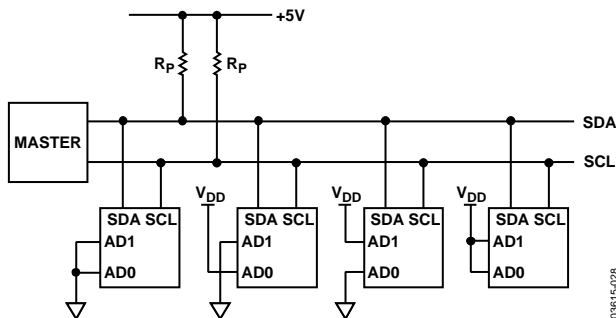 +5V
RP RP
SDA
MASTER
SCL
VDD VDD VDD
SDA SCL SDA SCL SDA SCL SDA SCL
AD1 AD1 AD1 AD1
AD0 AD0 AD0 AD0
03615-028